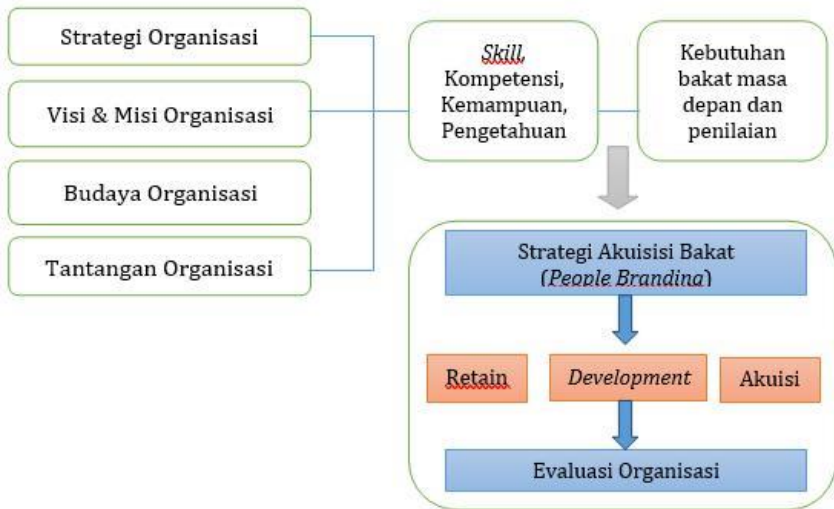 Strategi Organisasi
Visi & Misi Organisasi
Budaya Organisasi
Tantangan Organisasi
Skill,
Kompetensi,
Kemampuan,
Pengetahuan
Kebutuhan
bakat masa
depan dan
penilaian
Strategi Akuisisi Bakat
(People Branding)
Retain
Development
Akuisi
Evaluasi Organisasi